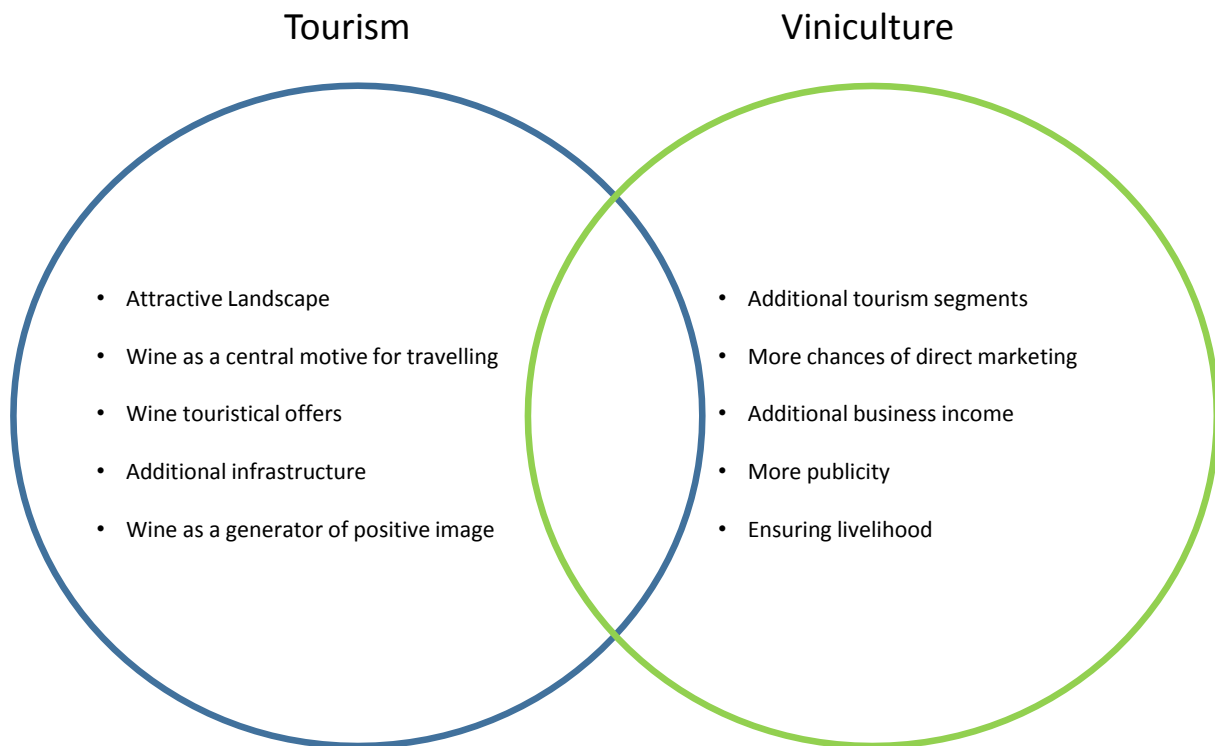 Tourism
Viniculture
• Attractive Landscape
• Wine as a central motive for travelling
• Wine touristical offers
• Additional infrastructure
• Wine as a generator of positive image
• Additional tourism segments
• More chances of direct marketing
• Additional business income
• More publicity
• Ensuring livelihood